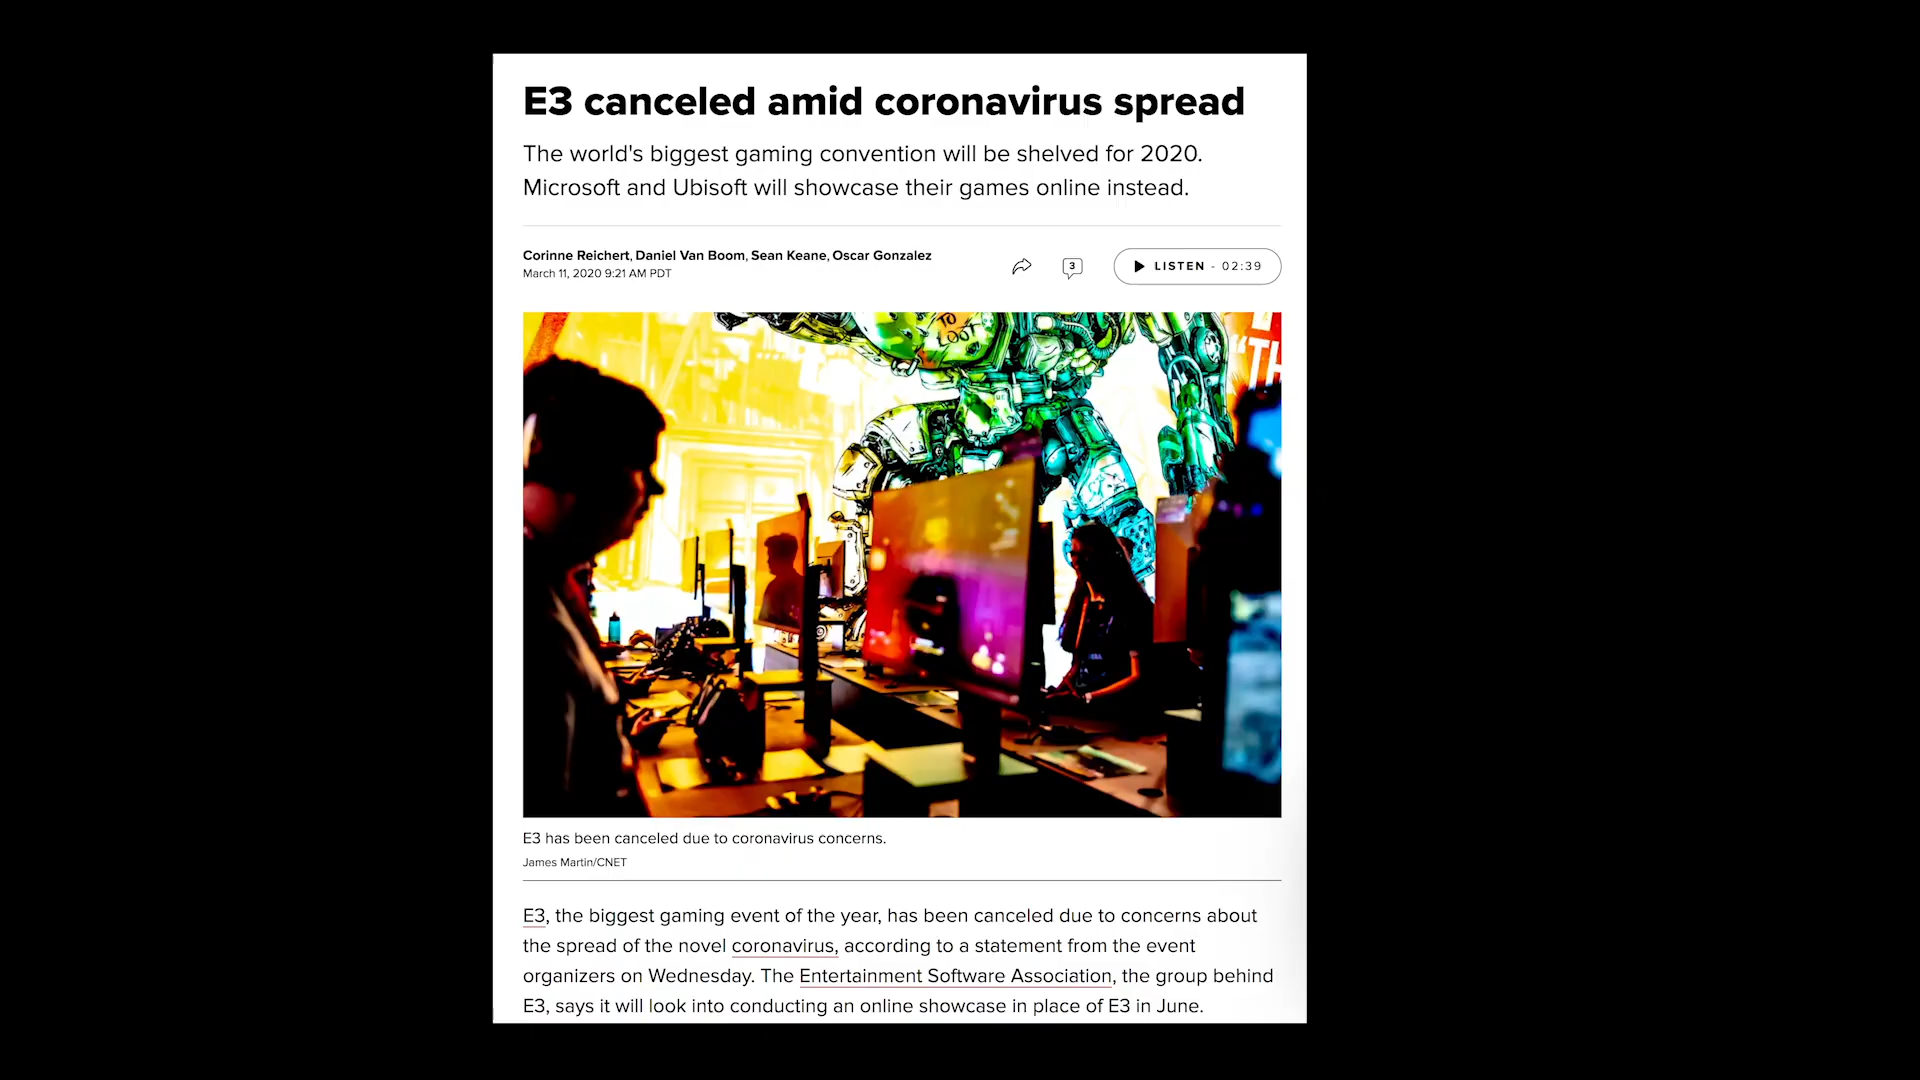 E3 canceled amid coronavirus spread
The world's biggest gaming convention will be shelved for 2020.
Microsoft and Ubisoft will showcase their games online instead.
Corinne Reichert, Daniel Van Boom, Sean Keane, Oscar Gonzalez
March 11, 2020 9:21 AM PDT
3
LISTEN - 02:39
TO
LOOT
"TH
E3 has been canceled due to coronavirus concerns.
James Martin/CNET
E3, the biggest gaming event of the year, has been canceled due to concerns about
the spread of the novel coronavirus, according to a statement from the event
organizers on Wednesday. The Entertainment Software Association, the group behind
E3, says it will look into conducting an online showcase in place of E3 in June.